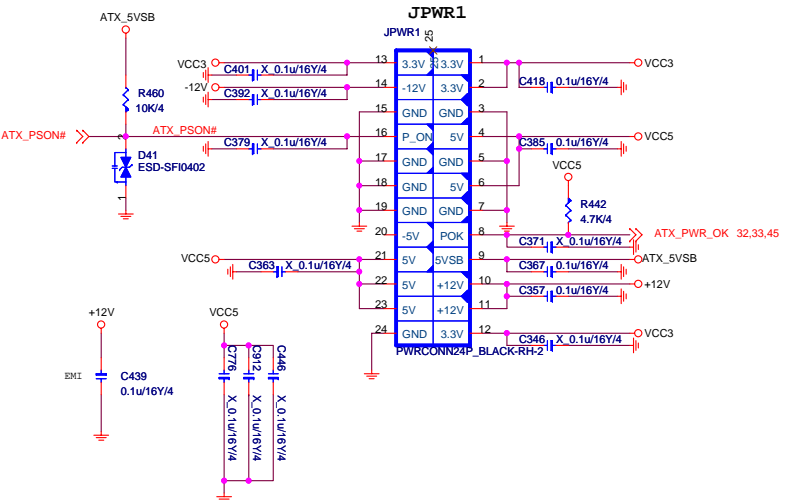 JPWR1
ATX_5VSB
JPWR1
25
25
VCC3
13
3.3V
3.3V
1
VCC3
C401
X_0.1u/16Y/4
C418
0.1u/16Y/4
-12V
14
-12V
3.3V
2
R460
10K/4
C392
X_0.1u/16Y/4
15
GND
GND
3
ATX_PSON#
2
ATX_PSON#
16
P_ON
5V
4
VCC5
C379
X_0.1u/16Y/4
C385
0.1u/16Y/4
D41
ESD-SFI0402
1
17
GND
GND
5
VCC5
18
GND
5V
6
R442
4.7K/4
19
GND
GND
7
20
-5V
POK
8
ATX_PWR_OK 32,33,45
C371
X_0.1u/16Y/4
VCC5
21
5V
5VSB
9
ATX_5VSB
C363
X_0.1u/16Y/4
C367
0.1u/16Y/4
22
5V
+12V
10
+12V
C357
0.1u/16Y/4
23
5V
+12V
11
24
GND
3.3V
12
VCC3
C346
X_0.1u/16Y/4
PWRCONN24P_BLACK-RH-2
+12V
EMI
C439
0.1u/16Y/4
VCC5
C776
C912
C446
X_0.1u/16Y/4
X_0.1u/16Y/4
X_0.1u/16Y/4